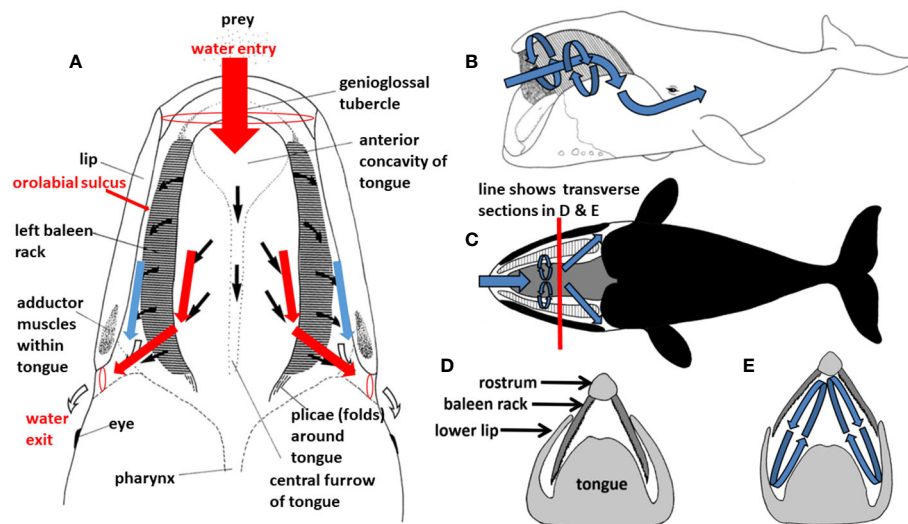 A
prey
water entry
genioglossal
tubercle
anterior
concavity of
tongue
lip
orolabial sulcus
left baleen
rack
adductor
muscles
within
tongue
water
exit
eye
pharynx
plicae (folds)
around
tongue
central furrow
of tongue
B
line shows transverse
sections in D & E
C
D
rostrum
baleen rack
lower lip
tongue
E